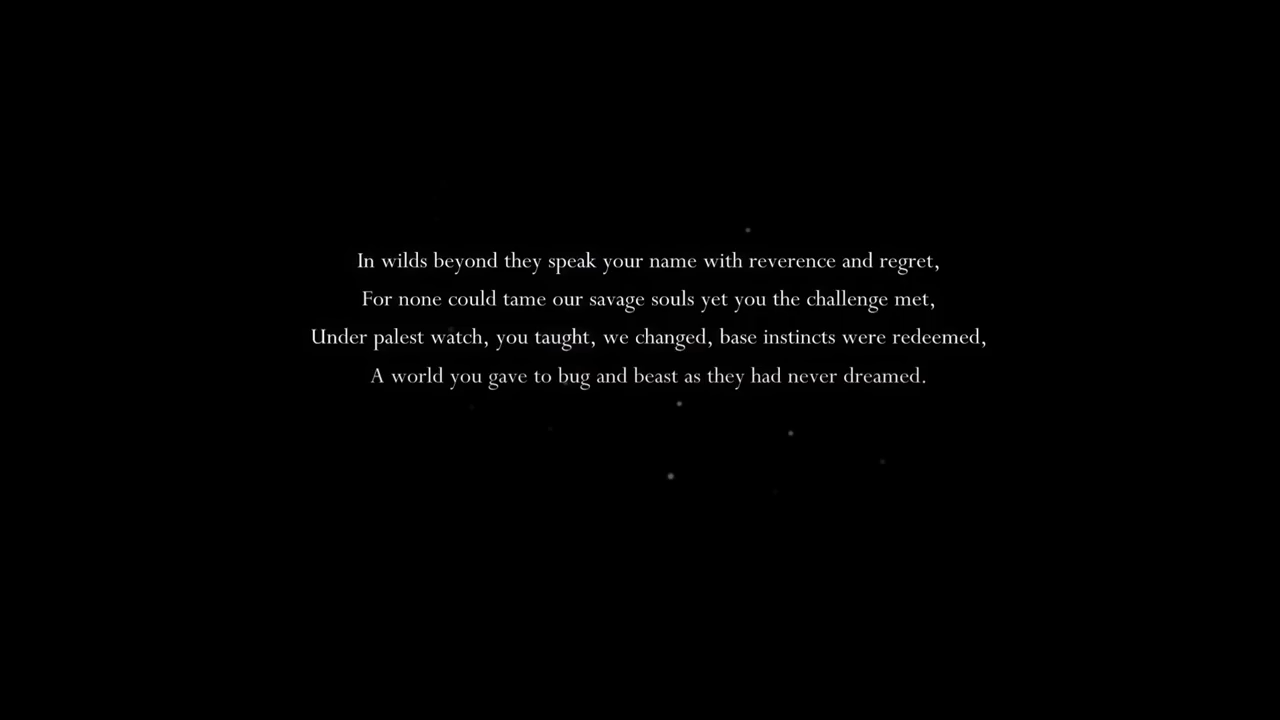 In wilds beyond they speak your name with reverence and regret,
For none could tame our savage souls yet you the challenge met,
Under palest watch, you taught, we changed, base instincts were redeemed,
A world you gave to bug and beast as they had never dreamed.